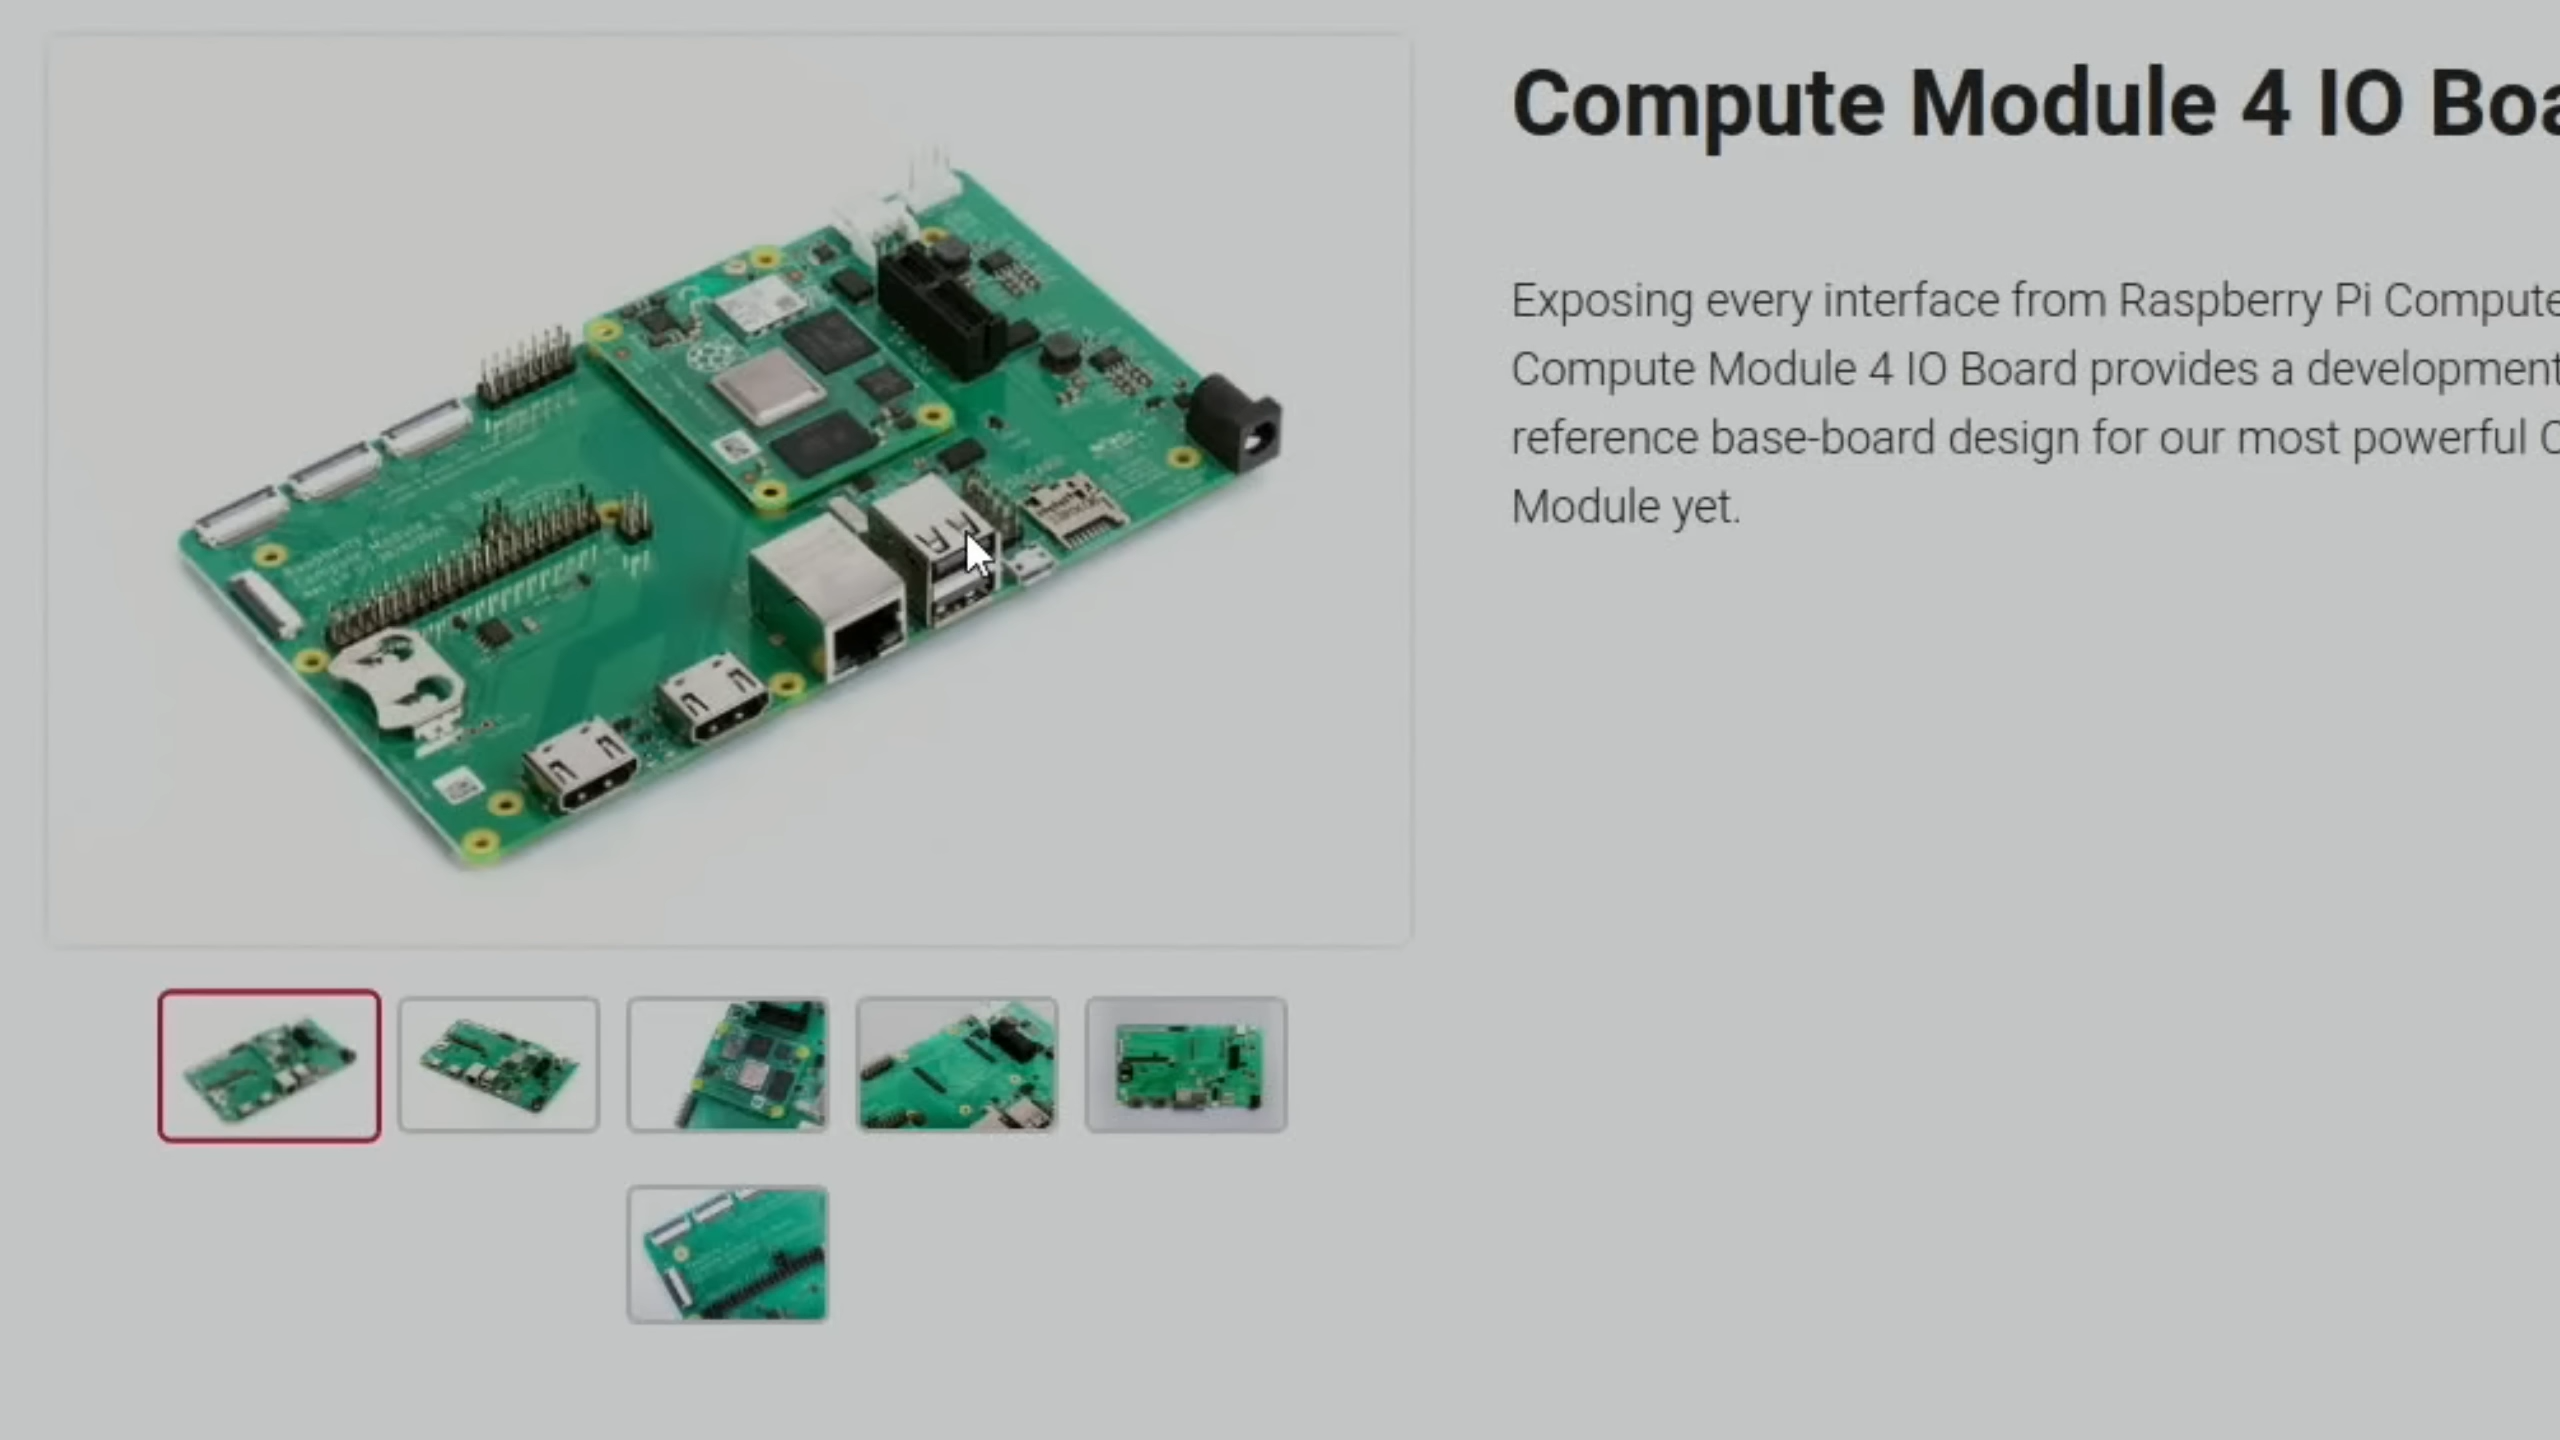 Compute Module 4 IO Boa
Exposing every interface from Raspberry Pi Compute
Compute Module 4 IO Board provides a development
reference base-board design for our most powerful C
Module yet.